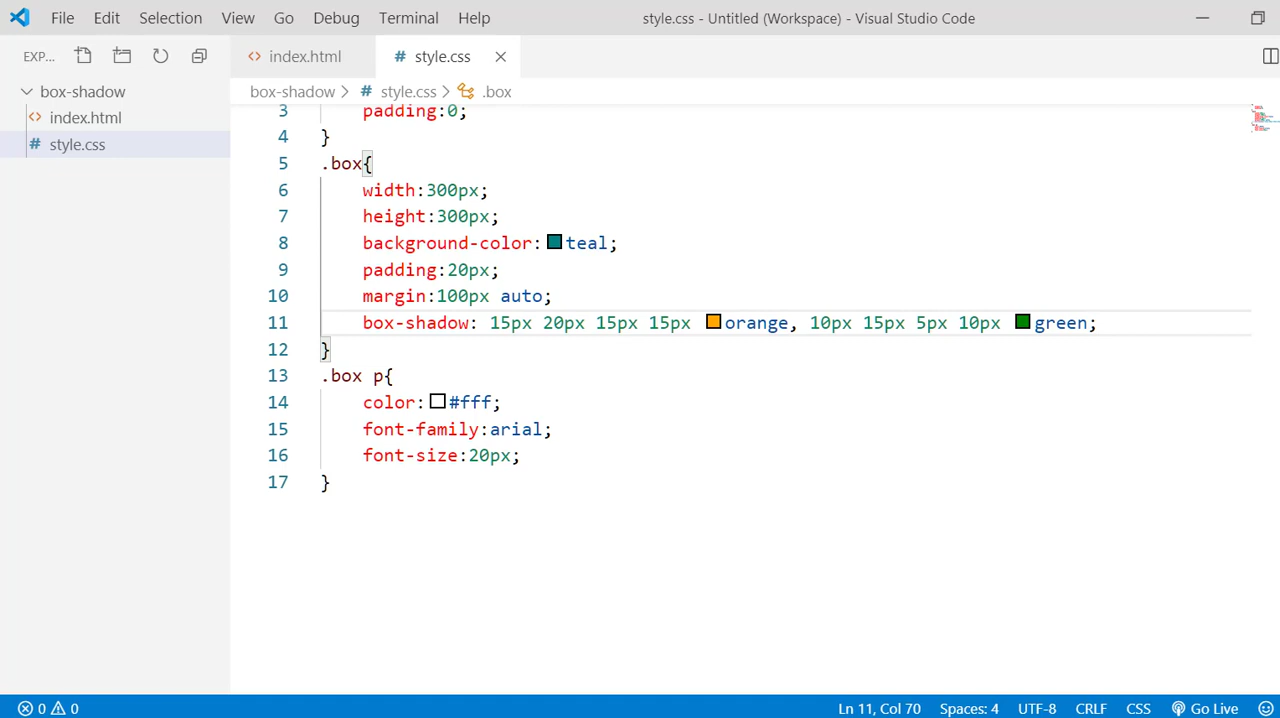 File Edit Selection View Go Debug Terminal Help
style.css - Untitled (Workspace) - Visual Studio Code
EXP...
box-shadow
index.html
style.css
index.html
style.css
box-shadow > style.css > .box
3 padding:0;
4 }
5 .box{
6 width:300px;
7 height:300px;
8 background-color: teal;
9 padding:20px;
10 margin:100px auto;
11 box-shadow: 15px 20px 15px 15px orange, 10px 15px 5px 10px green;
12 }
13 .box p{
14 color: #fff;
15 font-family:arial;
16 font-size:20px;
17 }
0 0
Ln 11, Col 70 Spaces: 4 UTF-8 CRLF CSS Go Live